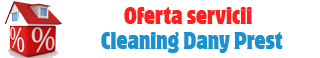 % %
Oferta servicii
Cleaning Dany Prest